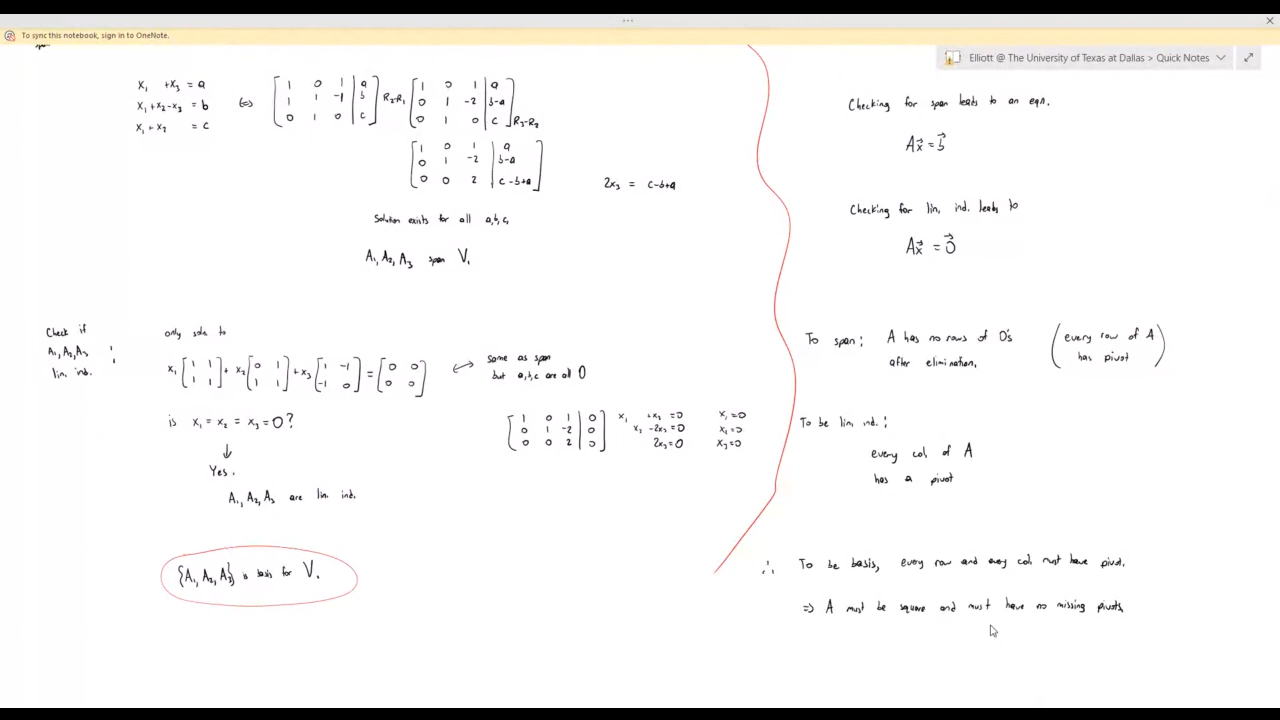 To sync this notebook, sign in to OneNote.
Elliott @ The University of Texas at Dallas > Quick Notes
span
x₁ + x₃ = a
x₁ + x₂ - x₃ = b
x₁ + x₂ = c
⇔
[1 0 1 | a]
[1 1 -1 | b]
[0 1 0 | c]
R₂-R₁
[1 0 1 | a]
[0 1 -2 | b-a]
[0 1 0 | c]
R₃-R₂
[1 0 1 | a]
[0 1 -2 | b-a]
[0 0 2 | c-b+a]
2x₃ = c-b+a
Solution exists for all a,b,c,
A₁, A₂, A₃ span V.
Check if
A₁, A₂, A₃ :
lin. ind.
only soln to
x₁[1 1; 1 1] + x₂[0 1; 1 1] + x₃[1 -1; -1 0] = [0 0; 0 0]
is x₁ = x₂ = x₃ = 0?
↓
Yes.
A₁, A₂, A₃ are lin. ind.
↔ Same as span
but a,b,c are all 0
[1 0 1 | 0] x₁ + x₃ = 0 x₁ = 0
[0 1 -2 | 0] x₂ - 2x₃ = 0 x₂ = 0
[0 0 2 | 0] 2x₃ = 0 x₃ = 0
{A₁, A₂, A₃} is basis for V.
Checking for span leads to an eqn.
Ax⃗ = b⃗
Checking for lin. ind. leads to
Ax⃗ = 0⃗
To span: A has no rows of 0's
after elimination.
(every row of A
has pivot)
To be lin. ind.:
every col. of A
has a pivot
∴ To be basis, every row and every col. must have pivot.
⇒ A must be square and must have no missing pivots.